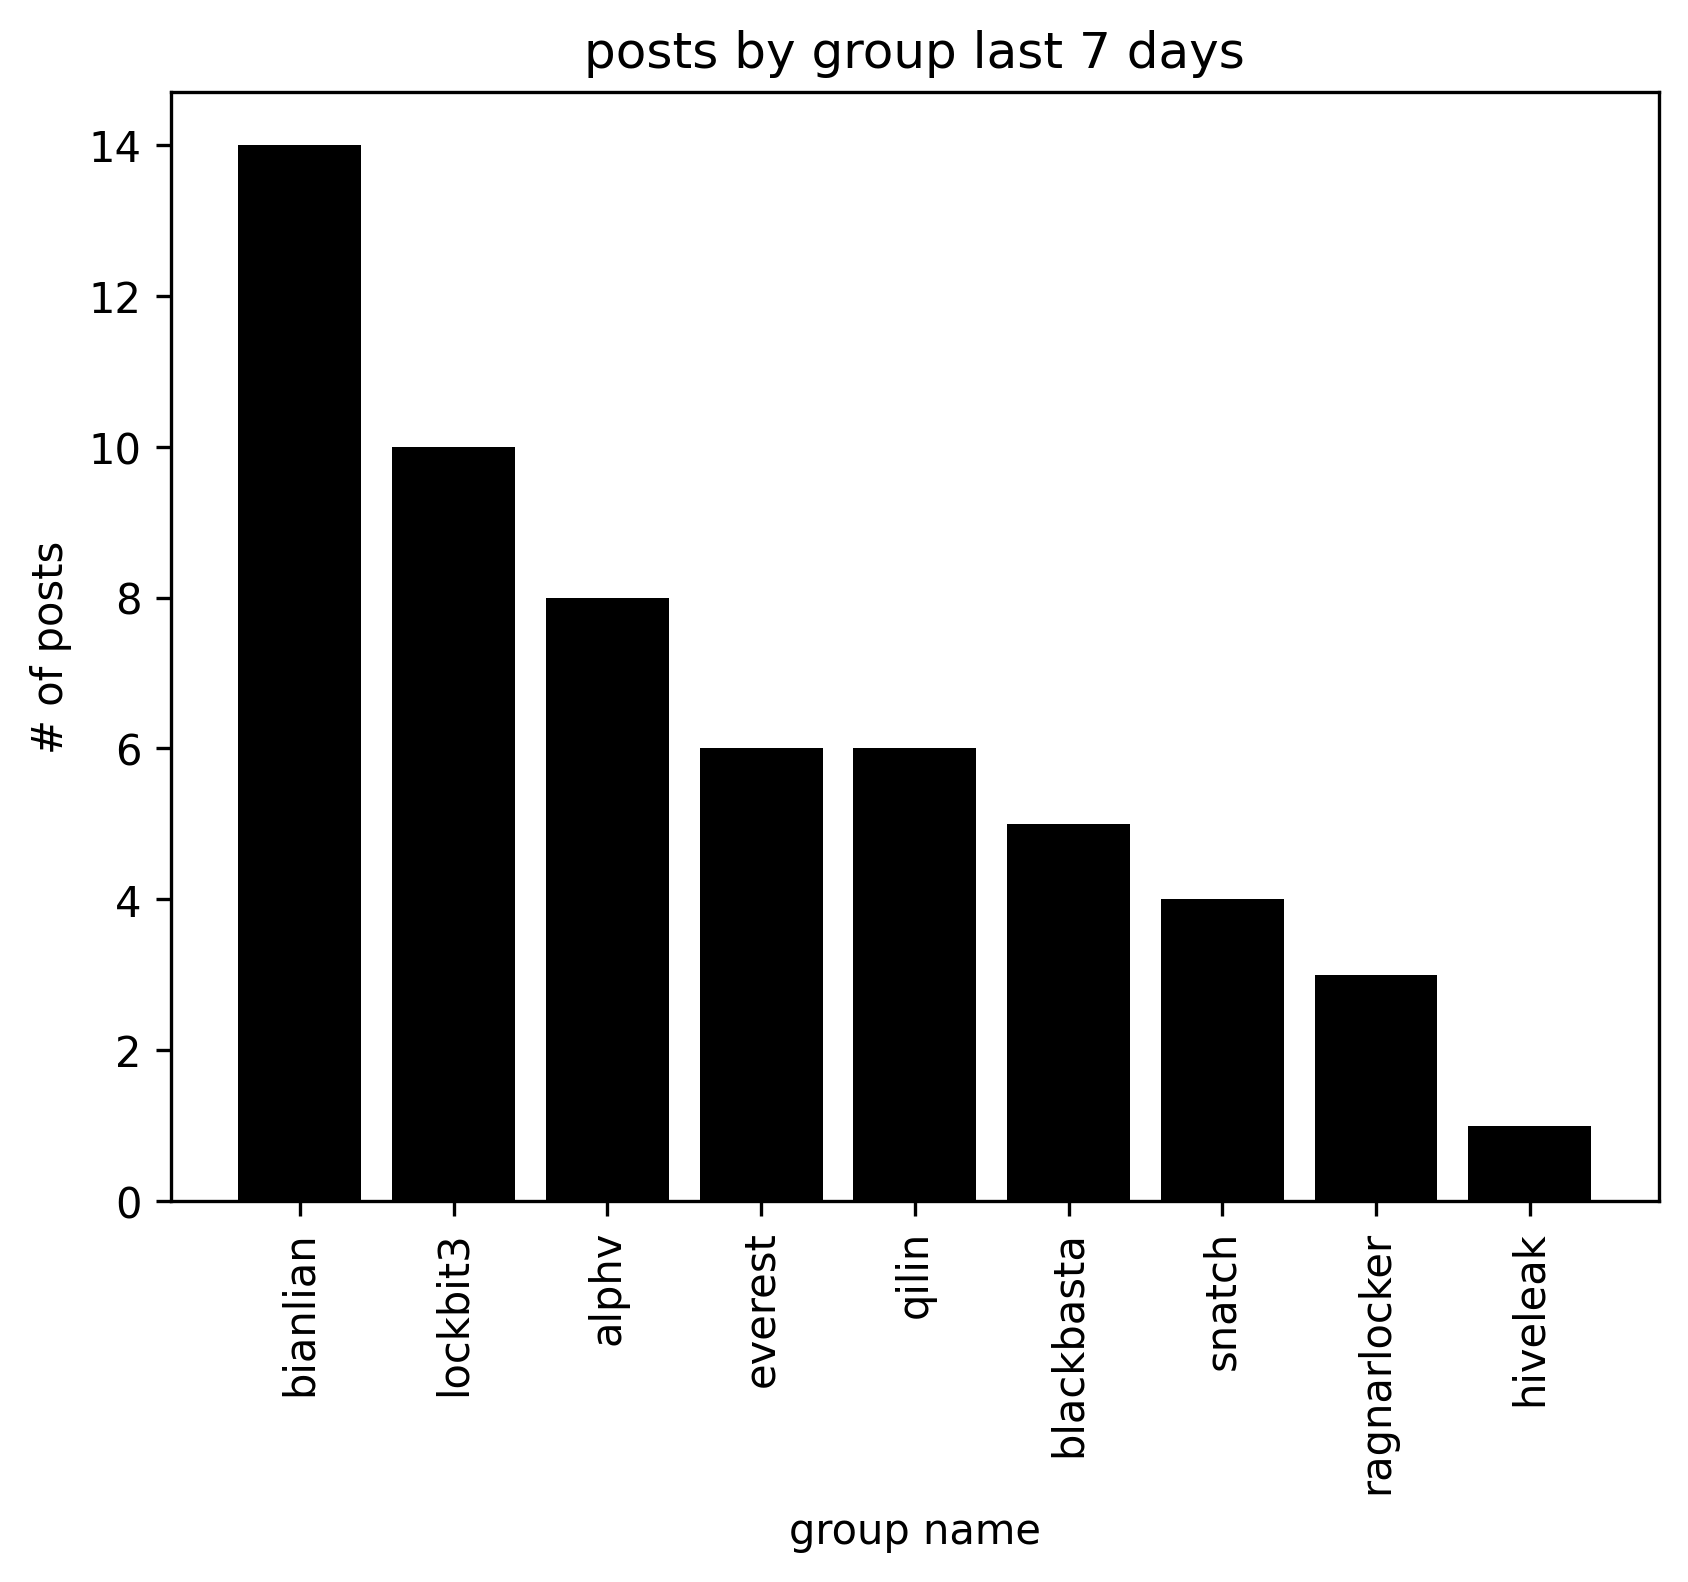 posts by group last 7 days
14
12
10
8
6
4
2
0
# of posts
bianlian
lockbit3
alphv
everest
qilin
blackbasta
snatch
ragnarlocker
hiveleak
group name